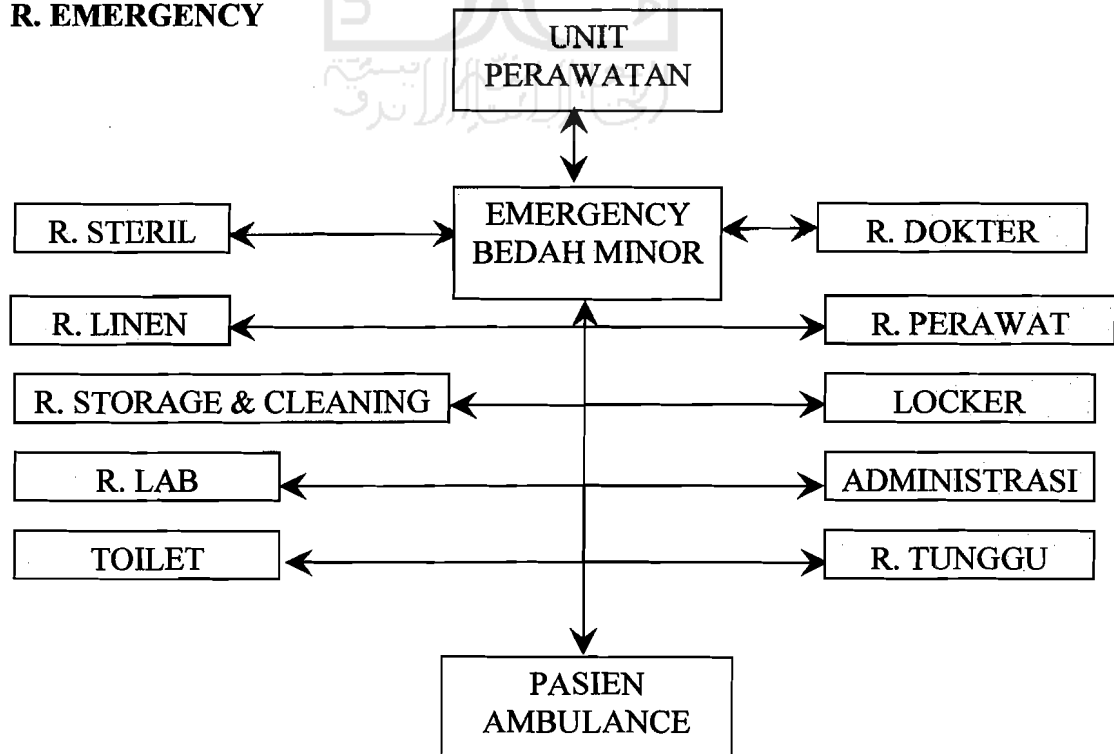 R. EMERGENCY
UNIT
PERAWATAN
EMERGENCY
BEDAH MINOR
R. STERIL
R. DOKTER
R. LINEN
R. PERAWAT
R. STORAGE & CLEANING
LOCKER
R. LAB
ADMINISTRASI
TOILET
R. TUNGGU
PASIEN
AMBULANCE